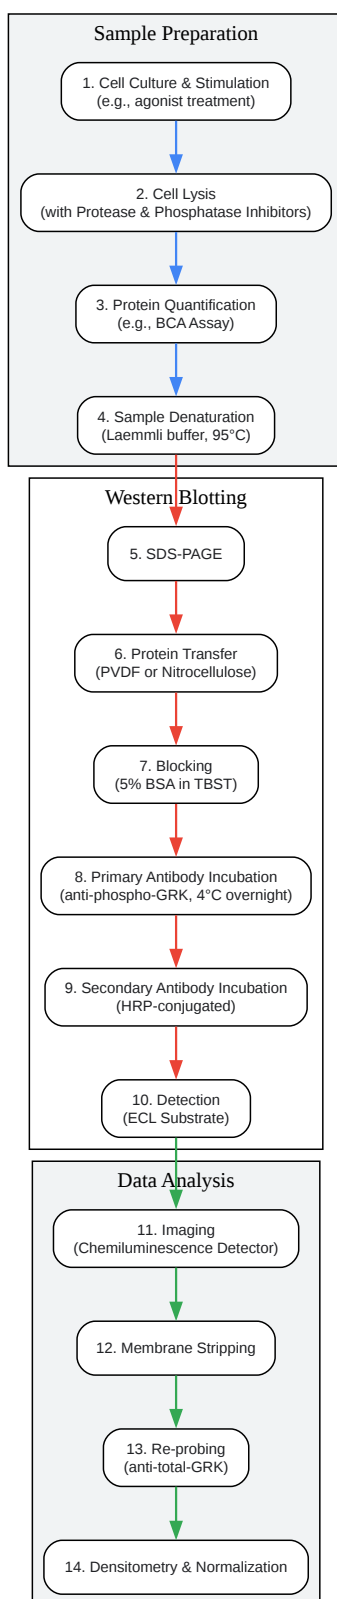 Sample Preparation
1. Cell Culture & Stimulation
(e.g., agonist treatment)
2. Cell Lysis
(with Protease & Phosphatase Inhibitors)
3. Protein Quantification
(e.g., BCA Assay)
4. Sample Denaturation
(Laemmli buffer, 95°C)
Western Blotting
5. SDS-PAGE
6. Protein Transfer
(PVDF or Nitrocellulose)
7. Blocking
(5% BSA in TBST)
8. Primary Antibody Incubation
(anti-phospho-GRK, 4°C overnight)
9. Secondary Antibody Incubation
(HRP-conjugated)
10. Detection
(ECL Substrate)
Data Analysis
11. Imaging
(Chemiluminescence Detector)
12. Membrane Stripping
13. Re-probing
(anti-total-GRK)
14. Densitometry & Normalization